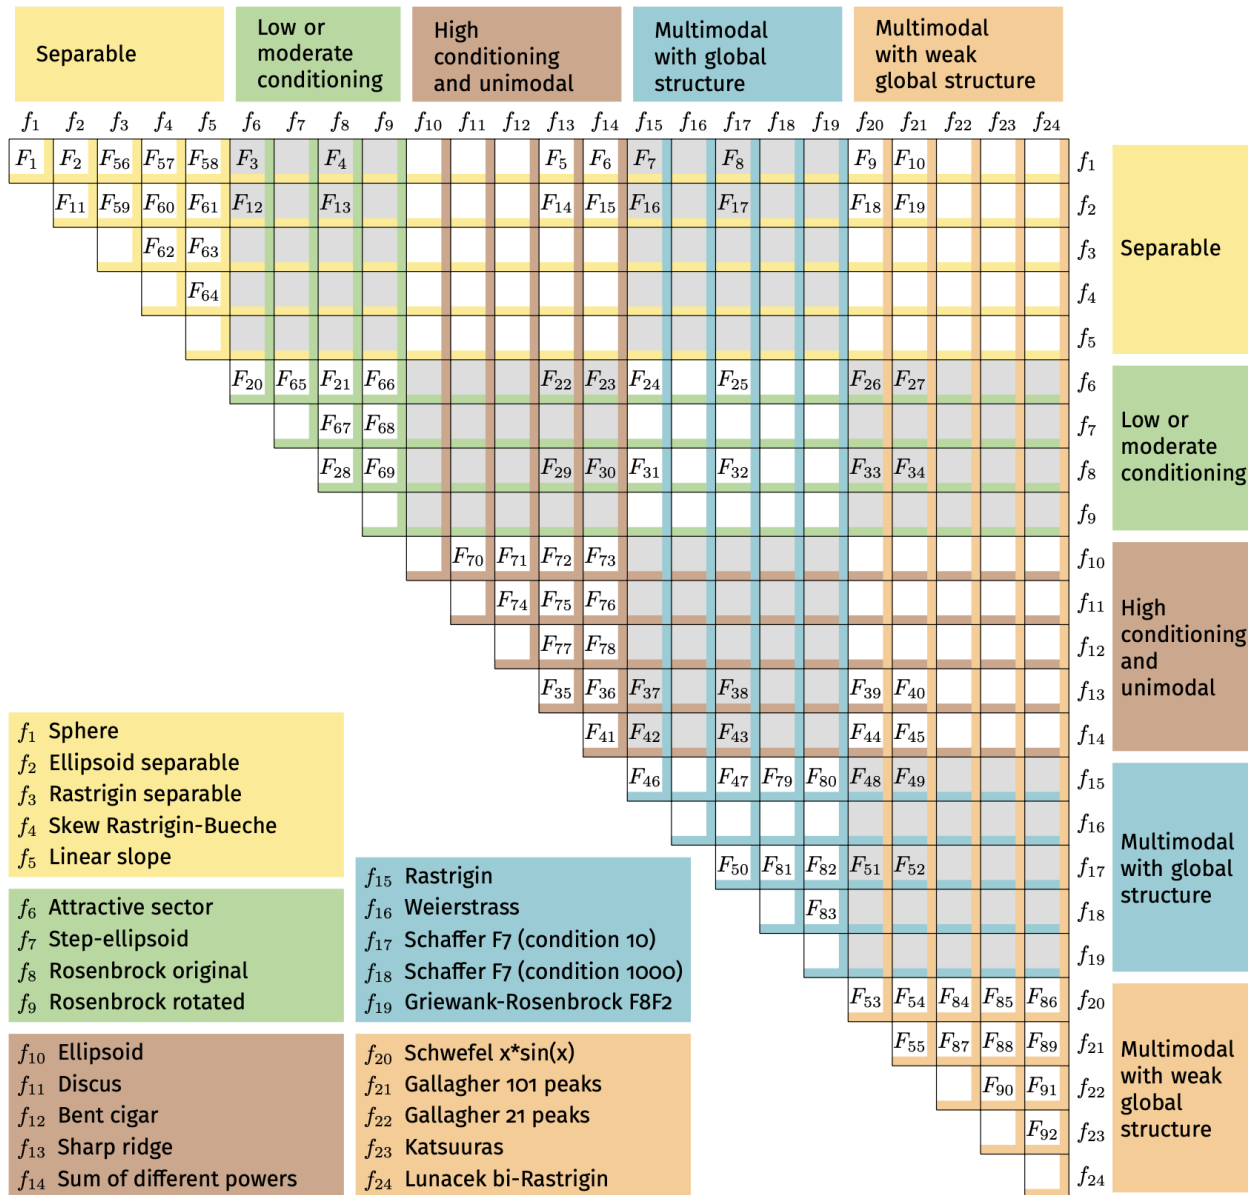 Separable
Low or
moderate
conditioning
High
conditioning
and unimodal
Multimodal
with global
structure
Multimodal
with weak
global structure
f1 f2 f3 f4 f5 f6 f7 f8 f9 f10 f11 f12 f13 f14 f15 f16 f17 f18 f19 f20 f21 f22 f23 f24
F1 F2 F56 F57 F58 F3 F4 F5 F6 F7 F8 F9 F10 f1
F11 F59 F60 F61 F12 F13 F14 F15 F16 F17 F18 F19 f2
F62 F63 f3
F64 f4
f5
Separable
F20 F65 F21 F66 F22 F23 F24 F25 F26 F27 f6
F67 F68 f7
F28 F69 F29 F30 F31 F32 F33 F34 f8
f9
Low or
moderate
conditioning
F70 F71 F72 F73 f10
F74 F75 F76 f11
F77 F78 f12
F35 F36 F37 F38 F39 F40 f13
F41 F42 F43 F44 F45 f14
High
conditioning
and
unimodal
F46 F47 F79 F80 F48 F49 f15
f16
F50 F81 F82 F51 F52 f17
F83 f18
f19
Multimodal
with global
structure
F53 F54 F84 F85 F86 f20
F55 F87 F88 F89 f21
F90 F91 f22
F92 f23
f24
Multimodal
with weak
global
structure
f1 Sphere
f2 Ellipsoid separable
f3 Rastrigin separable
f4 Skew Rastrigin-Bueche
f5 Linear slope
f6 Attractive sector
f7 Step-ellipsoid
f8 Rosenbrock original
f9 Rosenbrock rotated
f10 Ellipsoid
f11 Discus
f12 Bent cigar
f13 Sharp ridge
f14 Sum of different powers
f15 Rastrigin
f16 Weierstrass
f17 Schaffer F7 (condition 10)
f18 Schaffer F7 (condition 1000)
f19 Griewank-Rosenbrock F8F2
f20 Schwefel x*sin(x)
f21 Gallagher 101 peaks
f22 Gallagher 21 peaks
f23 Katsuuras
f24 Lunacek bi-Rastrigin